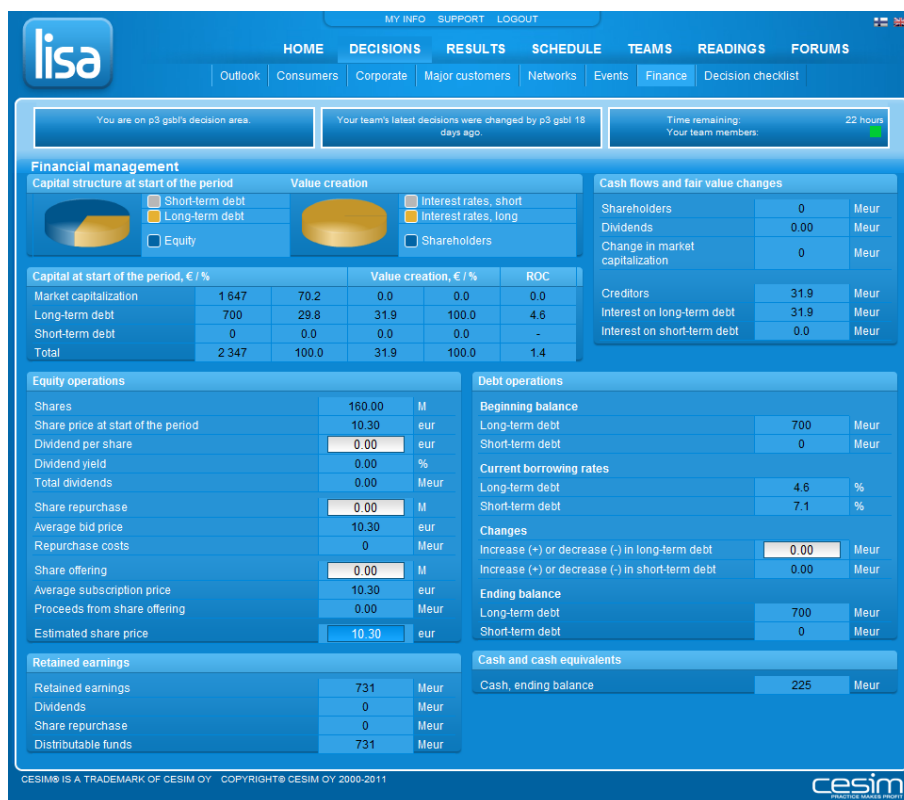 MY INFO SUPPORT LOGOUT
lisa
HOME DECISIONS RESULTS SCHEDULE TEAMS READINGS FORUMS
Outlook Consumers Corporate Major customers Networks Events Finance Decision checklist
You are on p3 gsbl's decision area.
Your team's latest decisions were changed by p3 gsbl 18
days ago.
Time remaining: 22 hours
Your team members:
Financial management
Capital structure at start of the period Value creation
Short-term debt
Long-term debt
Equity
Interest rates, short
Interest rates, long
Shareholders
Cash flows and fair value changes
Shareholders 0 Meur
Dividends 0.00 Meur
Change in market
capitalization 0 Meur
Creditors 31.9 Meur
Interest on long-term debt 31.9 Meur
Interest on short-term debt 0.0 Meur
Capital at start of the period, € / % Value creation, € / % ROC
Market capitalization 1 647 70.2 0.0 0.0 0.0
Long-term debt 700 29.8 31.9 100.0 4.6
Short-term debt 0 0.0 0.0 0.0 -
Total 2 347 100.0 31.9 100.0 1.4
Equity operations
Shares 160.00 M
Share price at start of the period 10.30 eur
Dividend per share 0.00 eur
Dividend yield 0.00 %
Total dividends 0.00 Meur
Share repurchase 0.00 M
Average bid price 10.30 eur
Repurchase costs 0 Meur
Share offering 0.00 M
Average subscription price 10.30 eur
Proceeds from share offering 0.00 Meur
Estimated share price 10.30 eur
Debt operations
Beginning balance
Long-term debt 700 Meur
Short-term debt 0 Meur
Current borrowing rates
Long-term debt 4.6 %
Short-term debt 7.1 %
Changes
Increase (+) or decrease (-) in long-term debt 0.00 Meur
Increase (+) or decrease (-) in short-term debt 0.00 Meur
Ending balance
Long-term debt 700 Meur
Short-term debt 0 Meur
Retained earnings
Retained earnings 731 Meur
Dividends 0 Meur
Share repurchase 0 Meur
Distributable funds 731 Meur
Cash and cash equivalents
Cash, ending balance 225 Meur
CESIM® IS A TRADEMARK OF CESIM OY COPYRIGHT® CESIM OY 2000-2011
cesim
PRACTICE MAKES PROFIT